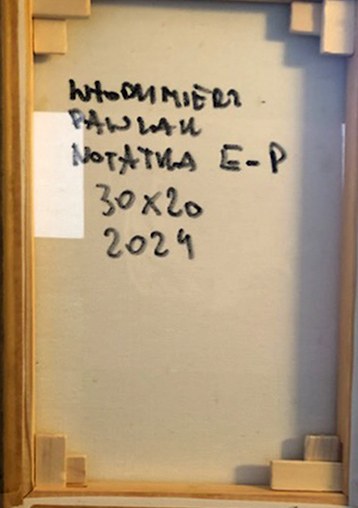 WŁODZIMIERZ
PAWLAK
NOTATKA E-P
30x20
2024